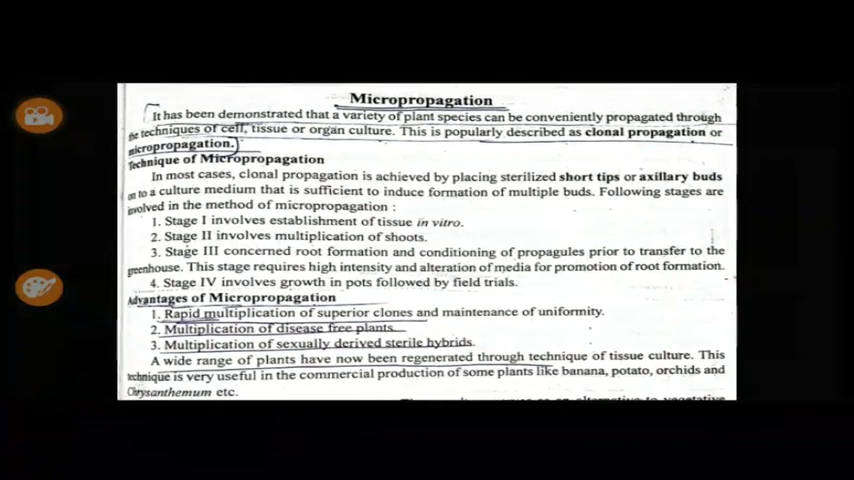 Micropropagation
It has been demonstrated that a variety of plant species can be conveniently propagated through
the techniques of cell, tissue or organ culture. This is popularly described as clonal propagation or
micropropagation.
Technique of Micropropagation
In most cases, clonal propagation is achieved by placing sterilized short tips or axillary buds
on to a culture medium that is sufficient to induce formation of multiple buds. Following stages are
involved in the method of micropropagation :
1. Stage I involves establishment of tissue in vitro.
2. Stage II involves multiplication of shoots.
3. Stage III concerned root formation and conditioning of propagules prior to transfer to the
greenhouse. This stage requires high intensity and alteration of media for promotion of root formation.
4. Stage IV involves growth in pots followed by field trials.
Advantages of Micropropagation
1. Rapid multiplication of superior clones and maintenance of uniformity.
2. Multiplication of disease free plants.
3. Multiplication of sexually derived sterile hybrids.
A wide range of plants have now been regenerated through technique of tissue culture. This
technique is very useful in the commercial production of some plants like banana, potato, orchids and
Chrysanthemum etc.
as an alternative to vegetative